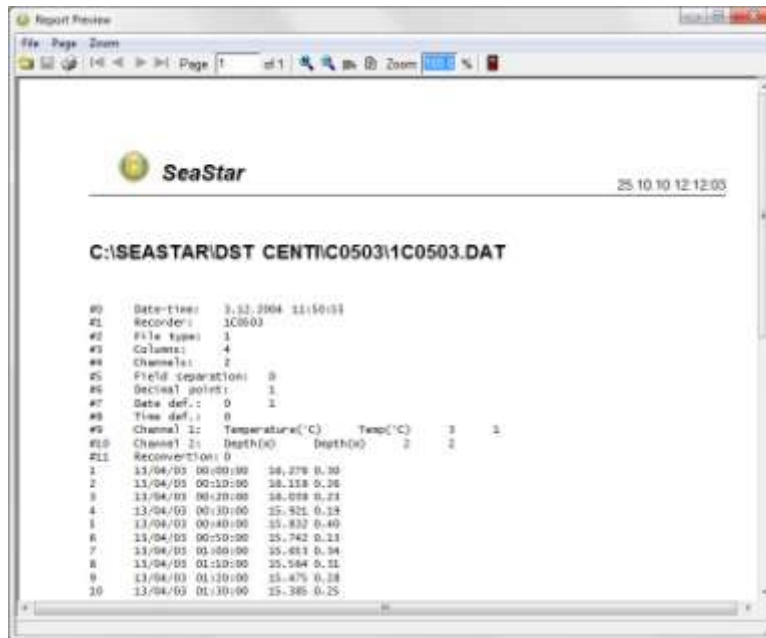 Report Preview
File Page Zoom
Page 1 of 1 Zoom 100.0 %
SeaStar
25.10.10 12:12:03
C:\SEASTAR\DST CENTI\C0503\1C0503.DAT
#0 Date-time: 3.12.2004 11:50:55
#1 Recorder: 1C0503
#2 File type: 1
#3 Columns: 4
#4 Channels: 2
#5 Field separation: 0
#6 Decimal point: 1
#7 Date def.: 0 1
#8 Time def.: 0
#9 Channel 1: Temperature(°C) Temp(°C) 3 1
#10 Channel 2: Depth(m) Depth(m) 2 2
#11 Reconvertion: 0
1 13/04/03 00:00:00 16.279 0.30
2 13/04/03 00:10:00 16.158 0.26
3 13/04/03 00:20:00 16.039 0.23
4 13/04/03 00:30:00 15.921 0.19
5 13/04/03 00:40:00 15.832 0.40
6 13/04/03 00:50:00 15.742 0.13
7 13/04/03 01:00:00 15.653 0.34
8 13/04/03 01:10:00 15.564 0.31
9 13/04/03 01:20:00 15.475 0.28
10 13/04/03 01:30:00 15.385 0.25